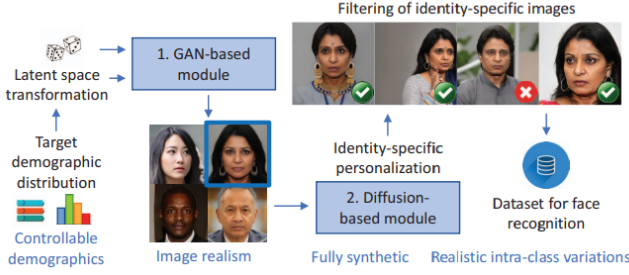 Filtering of identity-specific images
1. GAN-based
module
Latent space
transformation
Target
demographic
distribution
Controllable
demographics
Image realism
Identity-specific
personalization
2. Diffusion-
based module
Fully synthetic
Dataset for face
recognition
Realistic intra-class variations